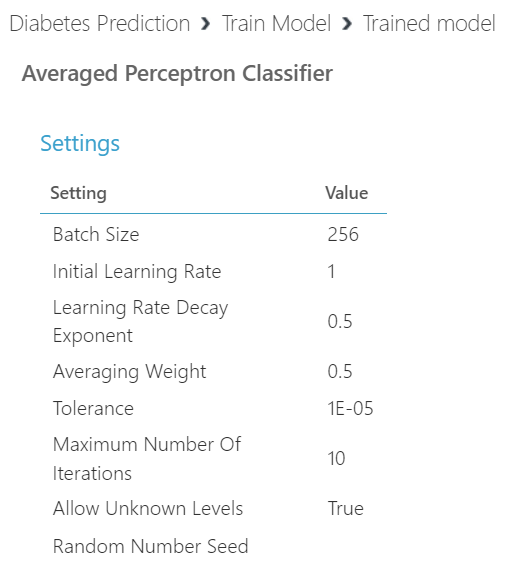 Diabetes Prediction › Train Model › Trained model
Averaged Perceptron Classifier
Settings
Setting Value
Batch Size 256
Initial Learning Rate 1
Learning Rate Decay
Exponent 0.5
Averaging Weight 0.5
Tolerance 1E-05
Maximum Number Of
Iterations 10
Allow Unknown Levels True
Random Number Seed